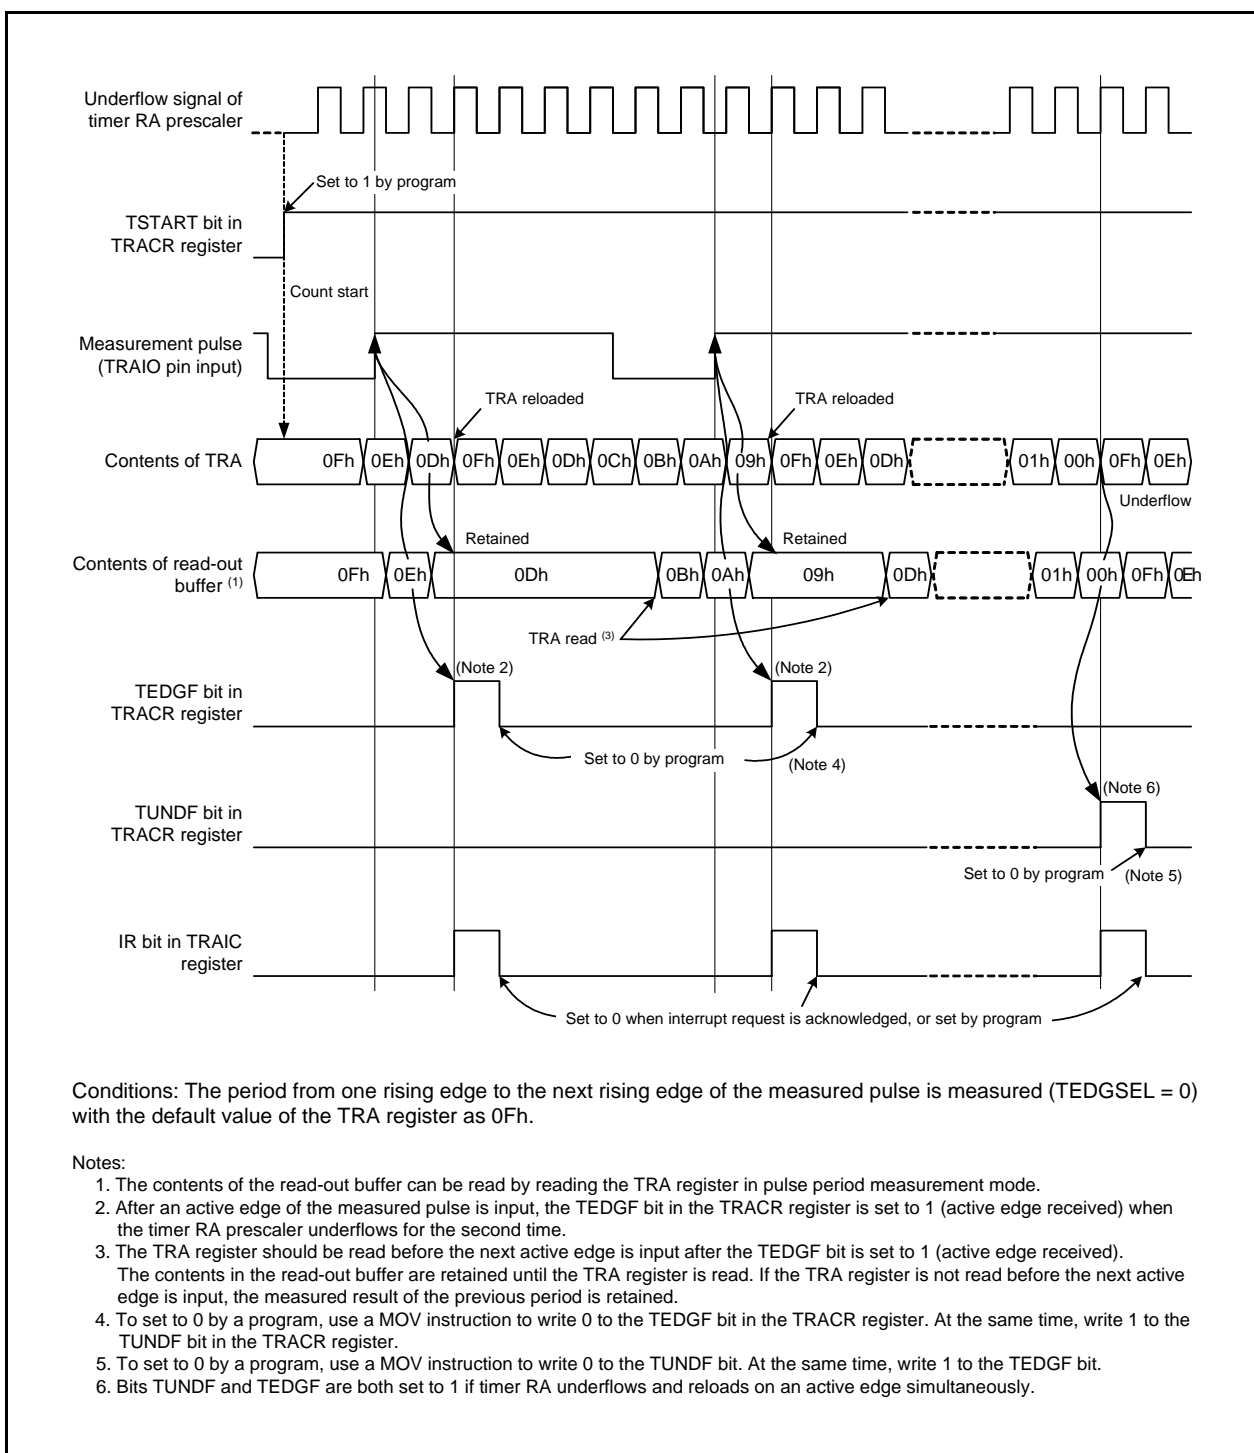 Underflow signal of
timer RA prescaler
Set to 1 by program
TSTART bit in
TRACR register
Count start
Measurement pulse
(TRAIO pin input)
TRA reloaded TRA reloaded
Contents of TRA 0Fh 0Eh 0Dh 0Fh 0Eh 0Dh 0Ch 0Bh 0Ah 09h 0Fh 0Eh 0Dh 01h 00h 0Fh 0Eh
Underflow
Retained Retained
Contents of read-out
buffer (1) 0Fh 0Eh 0Dh 0Bh 0Ah 09h 0Dh 01h 00h 0Fh 0Eh
TRA read (3)
(Note 2) (Note 2)
TEDGF bit in
TRACR register
Set to 0 by program (Note 4)
(Note 6)
TUNDF bit in
TRACR register
Set to 0 by program (Note 5)
IR bit in TRAIC
register
Set to 0 when interrupt request is acknowledged, or set by program
Conditions: The period from one rising edge to the next rising edge of the measured pulse is measured (TEDGSEL = 0)
with the default value of the TRA register as 0Fh.
Notes:
1. The contents of the read-out buffer can be read by reading the TRA register in pulse period measurement mode.
2. After an active edge of the measured pulse is input, the TEDGF bit in the TRACR register is set to 1 (active edge received) when
the timer RA prescaler underflows for the second time.
3. The TRA register should be read before the next active edge is input after the TEDGF bit is set to 1 (active edge received).
The contents in the read-out buffer are retained until the TRA register is read. If the TRA register is not read before the next active
edge is input, the measured result of the previous period is retained.
4. To set to 0 by a program, use a MOV instruction to write 0 to the TEDGF bit in the TRACR register. At the same time, write 1 to the
TUNDF bit in the TRACR register.
5. To set to 0 by a program, use a MOV instruction to write 0 to the TUNDF bit. At the same time, write 1 to the TEDGF bit.
6. Bits TUNDF and TEDGF are both set to 1 if timer RA underflows and reloads on an active edge simultaneously.